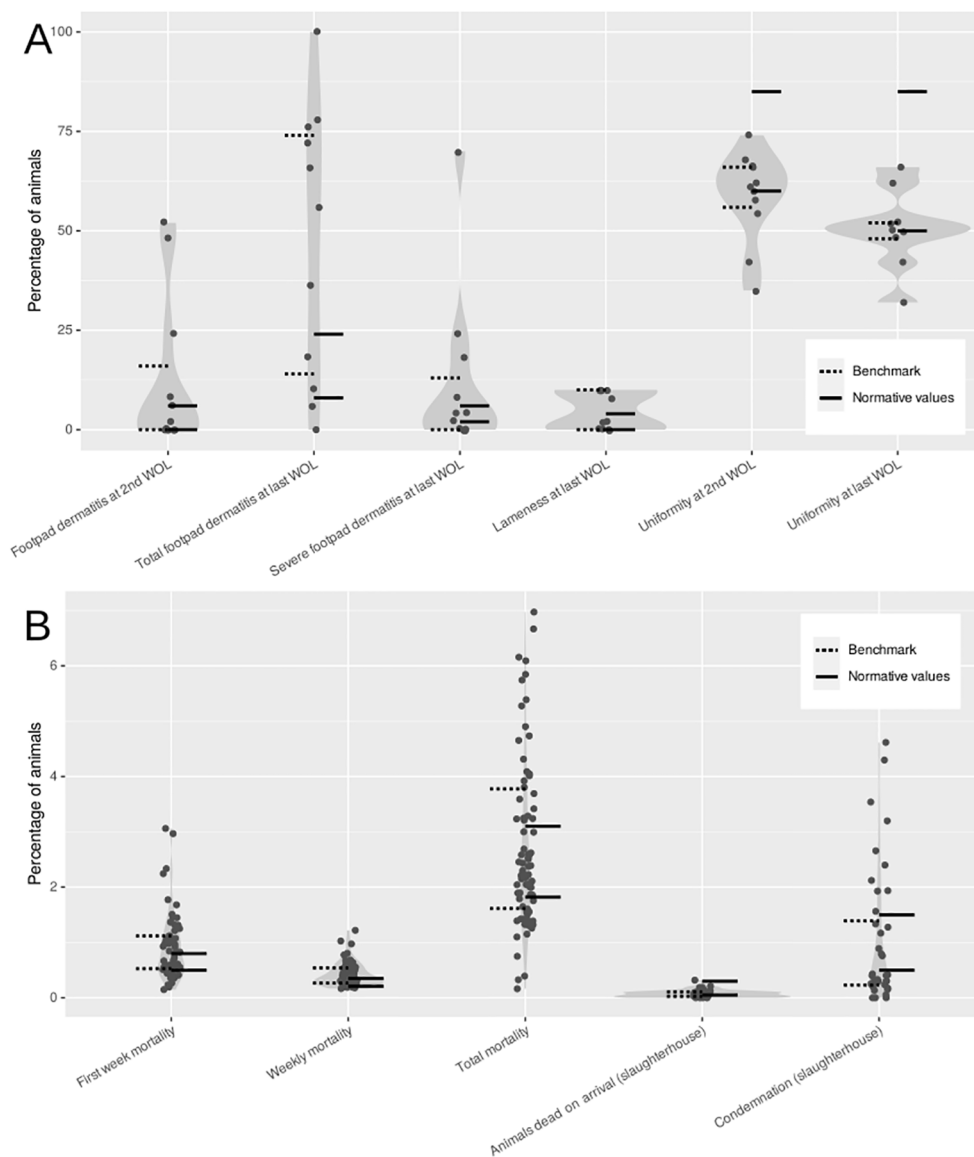 A
Percentage of animals
100
75
50
25
0
Benchmark
Normative values
Footpad dermatitis at 2nd WOL
Total footpad dermatitis at last WOL
Severe footpad dermatitis at last WOL
Lameness at last WOL
Uniformity at 2nd WOL
Uniformity at last WOL
B
Percentage of animals
6
4
2
0
Benchmark
Normative values
First week mortality
Weekly mortality
Total mortality
Animals dead on arrival (slaughterhouse)
Condemnation (slaughterhouse)